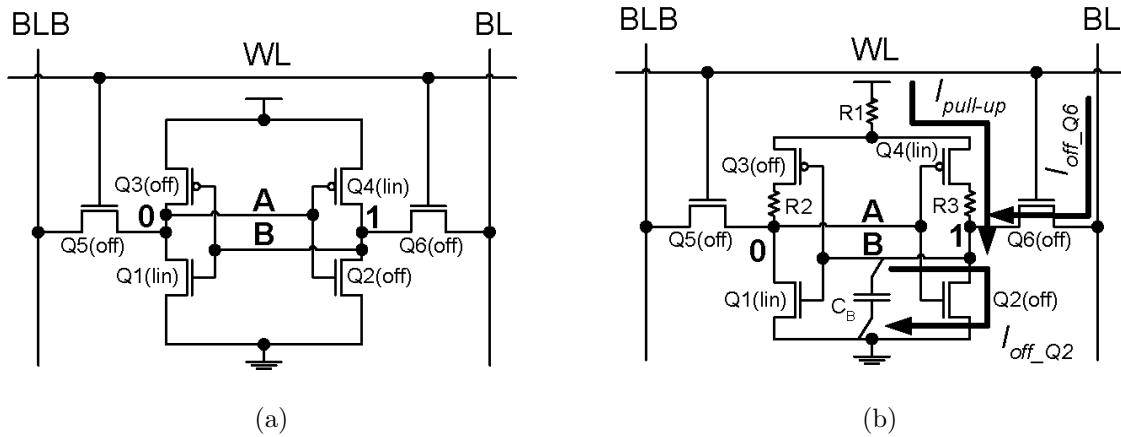 BLB
BL
WL
Q3(off)
Q4(lin)
0
A
1
B
Q5(off)
Q6(off)
Q1(lin)
Q2(off)
(a)
BLB
BL
WL
R1
I_pull-up
I_off_Q6
Q3(off)
Q4(lin)
R2
A
R3
Q5(off)
0
B
1
Q6(off)
Q1(lin)
C_B
Q2(off)
I_off_Q2
(b)